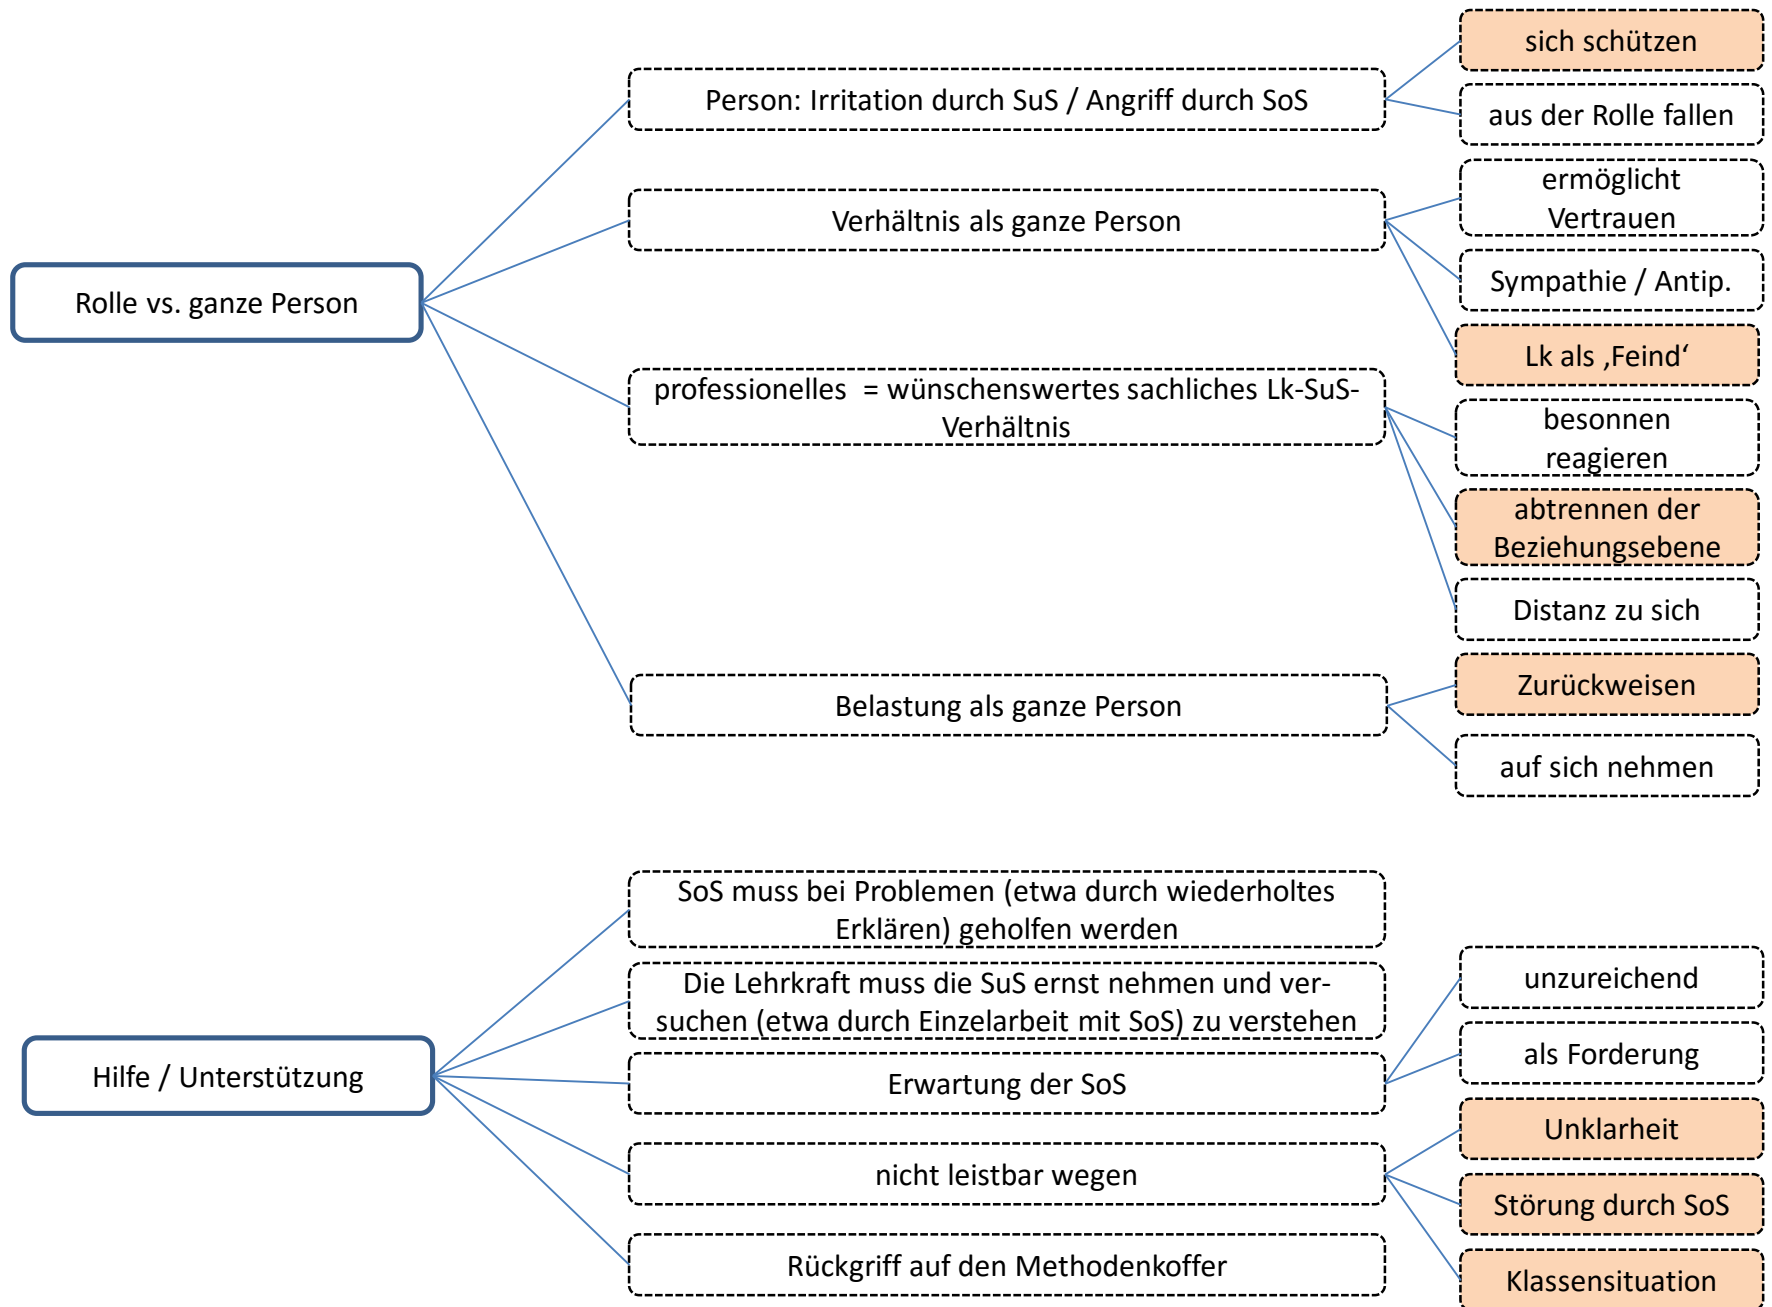 sich schützen
Person: Irritation durch SuS / Angriff durch SoS
aus der Rolle fallen
ermöglicht
Vertrauen
Verhältnis als ganze Person
Sympathie / Antip.
Rolle vs. ganze Person
Lk als ‚Feind‘
professionelles  = wünschenswertes sachliches Lk-SuS-
Verhältnis
besonnen
reagieren
abtrennen der
Beziehungsebene
Distanz zu sich
Zurückweisen
Belastung als ganze Person
auf sich nehmen
SoS muss bei Problemen (etwa durch wiederholtes
Erklären) geholfen werden
Die Lehrkraft muss die SuS ernst nehmen und ver-
suchen (etwa durch Einzelarbeit mit SoS) zu verstehen
unzureichend
als Forderung
Hilfe / Unterstützung
Erwartung der SoS
Unklarheit
nicht leistbar wegen
Störung durch SoS
Rückgriff auf den Methodenkoffer
Klassensituation